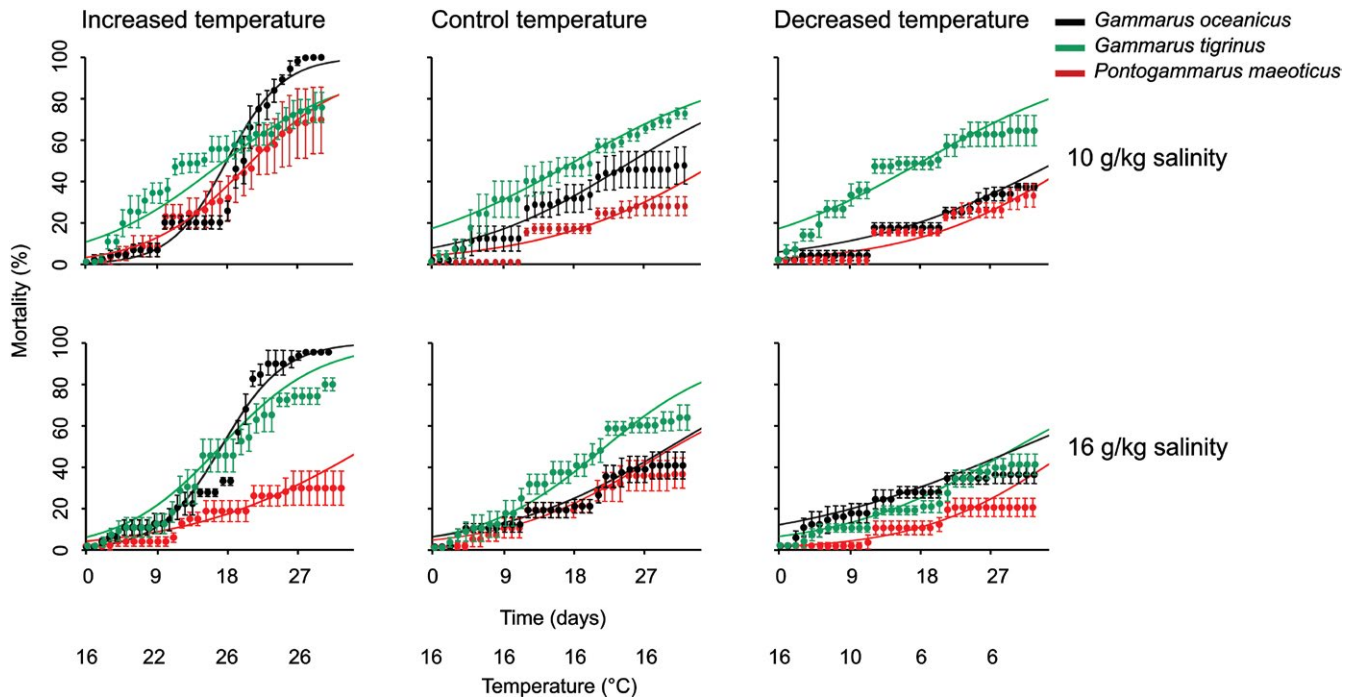 Increased temperature
Control temperature
Decreased temperature
Gammarus oceanicus
Gammarus tigrinus
Pontogammarus maeoticus
Mortality (%)
100
80
60
40
20
0
10 g/kg salinity
100
80
60
40
20
0
16 g/kg salinity
0 9 18 27
0 9 18 27
0 9 18 27
Time (days)
16 22 26 26
16 16 16 16
16 10 6 6
Temperature (°C)